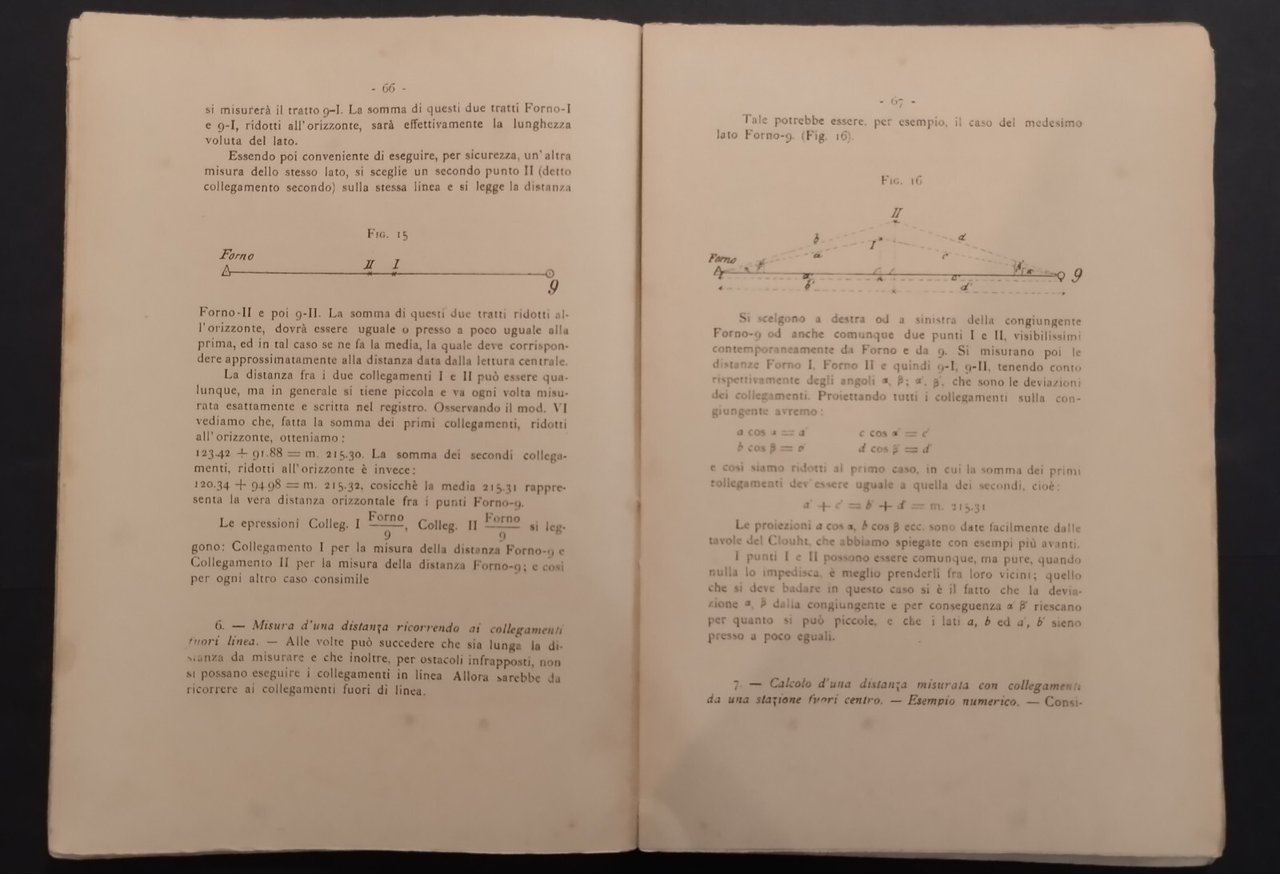 - 66 -
si misurerà il tratto 9-I. La somma di questi due tratti Forno-I
e 9-I, ridotti all'orizzonte, sarà effettivamente la lunghezza
voluta del lato.
Essendo poi conveniente di eseguire, per sicurezza, un'altra
misura dello stesso lato, si sceglie un secondo punto II (detto
collegamento secondo) sulla stessa linea e si legge la distanza
FIG. 15
Forno
II I
9
Forno-II e poi 9-II. La somma di questi due tratti ridotti al-
l'orizzonte, dovrà essere uguale o presso a poco uguale alla
prima, ed in tal caso se ne fa la media, la quale deve corrispon-
dere approssimatamente alla distanza data dalla lettura centrale.
La distanza fra i due collegamenti I e II può essere qua-
lunque, ma in generale si tiene piccola e va ogni volta misu-
rata esattamente e scritta nel registro. Osservando il mod. VI
vediamo che, fatta la somma dei primi collegamenti, ridotti
all'orizzonte, otteniamo:
123.42 + 91.88 = m. 215.30. La somma dei secondi collega-
menti, ridotti all'orizzonte è invece:
120.34 + 94 98 = m. 215.32, cosicchè la media 215.31 rappre-
senta la vera distanza orizzontale fra i punti Forno-9.
Le epressioni Colleg. I Forno/9, Colleg. II Forno/9 si leg-
gono: Collegamento I per la misura della distanza Forno-9 e
Collegamento II per la misura della distanza Forno-9; e così
per ogni altro caso consimile
6. — Misura d'una distanza ricorrendo ai collegamenti
fuori linea. — Alle volte può succedere che sia lunga la di-
stanza da misurare e che inoltre, per ostacoli infrapposti, non
si possano eseguire i collegamenti in linea Allora sarebbe da
ricorrere ai collegamenti fuori di linea.
- 67 -
Tale potrebbe essere, per esempio, il caso del medesimo
lato Forno-9. (Fig. 16).
FIG. 16
II
b
I
d
a
c
Forno
9
b'
d'
Si scelgono a destra od a sinistra della congiungente
Forno-9 od anche comunque due punti I e II, visibilissimi
contemporaneamente da Forno e da 9. Si misurano poi le
distanze Forno I, Forno II e quindi 9-I, 9-II, tenendo conto
rispettivamente degli angoli α, β; α', β', che sono le deviazioni
dei collegamenti. Proiettando tutti i collegamenti sulla con-
giungente avremo:
a cos α = a' c cos α' = c'
b cos β = b' d cos β' = d'
e così siamo ridotti al primo caso, in cui la somma dei primi
collegamenti dev'essere uguale a quella dei secondi, cioè:
a' + c' = b' + d' = m. 215.31
Le proiezioni a cos α, b cos β ecc. sono date facilmente dalle
tavole del Clouht, che abbiamo spiegate con esempi più avanti.
I punti I e II possono essere comunque, ma pure, quando
nulla lo impedisca, è meglio prenderli fra loro vicini; quello
che si deve badare in questo caso si è il fatto che la devia-
zione α, β dalla congiungente e per conseguenza α' β' riescano
per quanto si può piccole, e che i lati a, b ed a', b' sieno
presso a poco eguali.
7. — Calcolo d'una distanza misurata con collegamenti
da una stazione fuori centro. — Esempio numerico. — Consi-